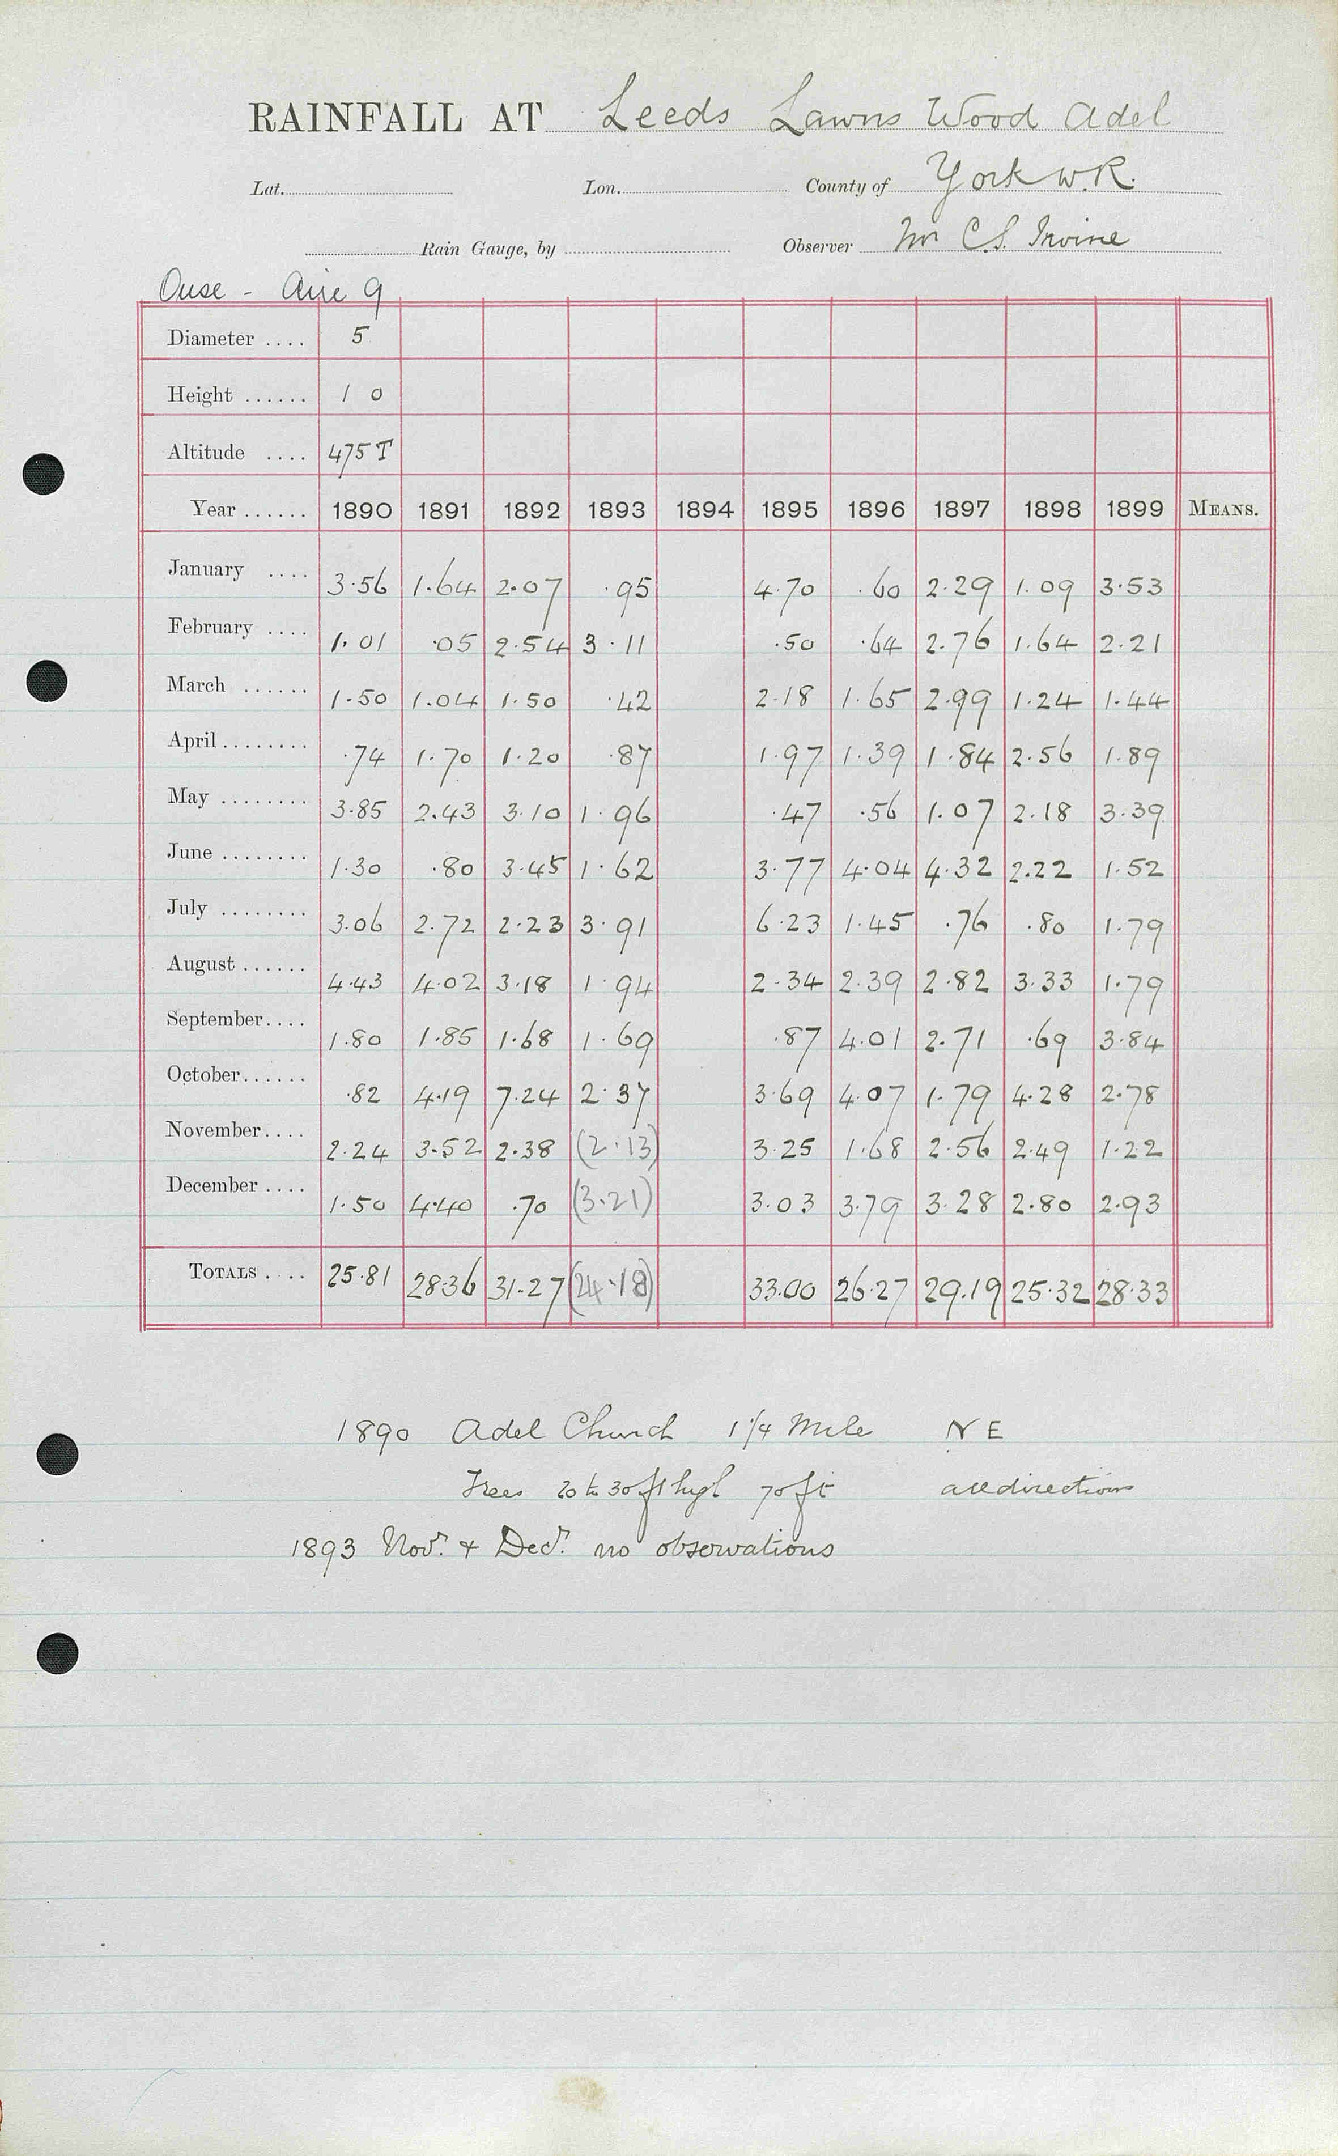 RAINFALL AT Leeds Lawns Wood Adel
Lat. Lon. County of York W.R.
Rain Gauge, by Observer Mr C.S. Irvine
Ouse - Aire 9
Diameter .... 5
Height ...... 1 0
Altitude .... 475 T
Year ...... 1890 1891 1892 1893 1894 1895 1896 1897 1898 1899 MEANS.
January .... 3.56 1.64 2.07 .95 4.70 .60 2.29 1.09 3.53
February .... 1.01 .05 2.54 3.11 .50 .64 2.76 1.64 2.21
March ...... 1.50 1.04 1.50 .42 2.18 1.65 2.99 1.24 1.44
April ........ .74 1.70 1.20 .87 1.97 1.39 1.84 2.56 1.89
May ........ 3.85 2.43 3.10 1.96 .47 .56 1.07 2.18 3.39
June ........ 1.30 .80 3.45 1.62 3.77 4.04 4.32 2.22 1.52
July ........ 3.06 2.72 2.23 3.91 6.23 1.45 .76 .80 1.79
August ...... 4.43 4.02 3.18 1.94 2.34 2.39 2.82 3.33 1.79
September.... 1.80 1.85 1.68 1.69 .87 4.01 2.71 .69 3.84
October...... .82 4.19 7.24 2.37 3.69 4.07 1.79 4.28 2.78
November.... 2.24 3.52 2.38 (2.13) 3.25 1.68 2.56 2.49 1.22
December .... 1.50 4.40 .70 (3.21) 3.03 3.79 3.28 2.80 2.93
TOTALS .... 25.81 28.36 31.27 (24.18) 33.00 26.27 29.19 25.32 28.33
1890 Adel Church 1 1/4 Mile NE
Trees 20 to 30 ft high 70 ft all directions
1893 Nov. & Dec. no observations